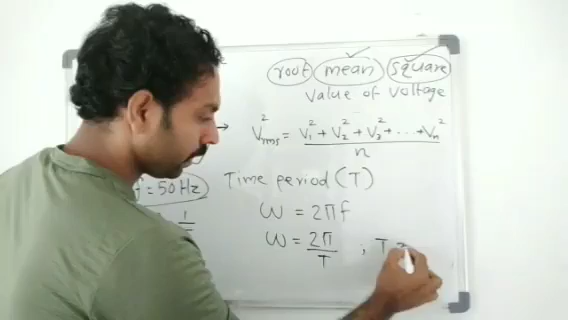 root mean square
value of voltage
→ V²rms = V₁² + V₂² + V₃² + ... + Vn² / n
f = 50 Hz
Time period (T)
ω = 2πf
ω = 2π / T ; T